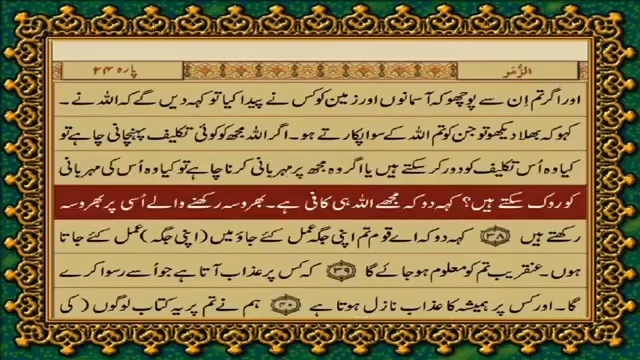 الزُّمَر
پارہ ۲۴
اور اگر تم اِن سے پوچھو کہ آسمانوں اور زمین کو کس نے پیدا کیا تو کہہ دیں گے کہ اللہ نے۔
کہو کہ بھلا دیکھو تو جن کو تم اللہ کے سوا پکارتے ہو۔ اگر اللہ مجھ کو کوئی تکلیف پہنچانی چاہے تو
کیا وہ اُس تکلیف کو دور کر سکتے ہیں یا اگر وہ مجھ پر مہربانی کرنا چاہے تو کیا وہ اُس کی مہربانی
کو روک سکتے ہیں؟ کہہ دو کہ مجھے اللہ ہی کافی ہے۔ بھروسہ رکھنے والے اُسی پر بھروسہ
رکھتے ہیں ۳۸ کہہ دو کہ اے قوم تم اپنی جگہ عمل کئے جاؤ میں (اپنی جگہ) عمل کئے جاتا
ہوں۔ عنقریب تم کو معلوم ہو جائے گا ۳۹ کہ کس پر عذاب آتا ہے جو اُسے رسوا کرے
گا۔ اور کس پر ہمیشہ کا عذاب نازل ہوتا ہے ۴۰ ہم نے تم پر یہ کتاب لوگوں (کی